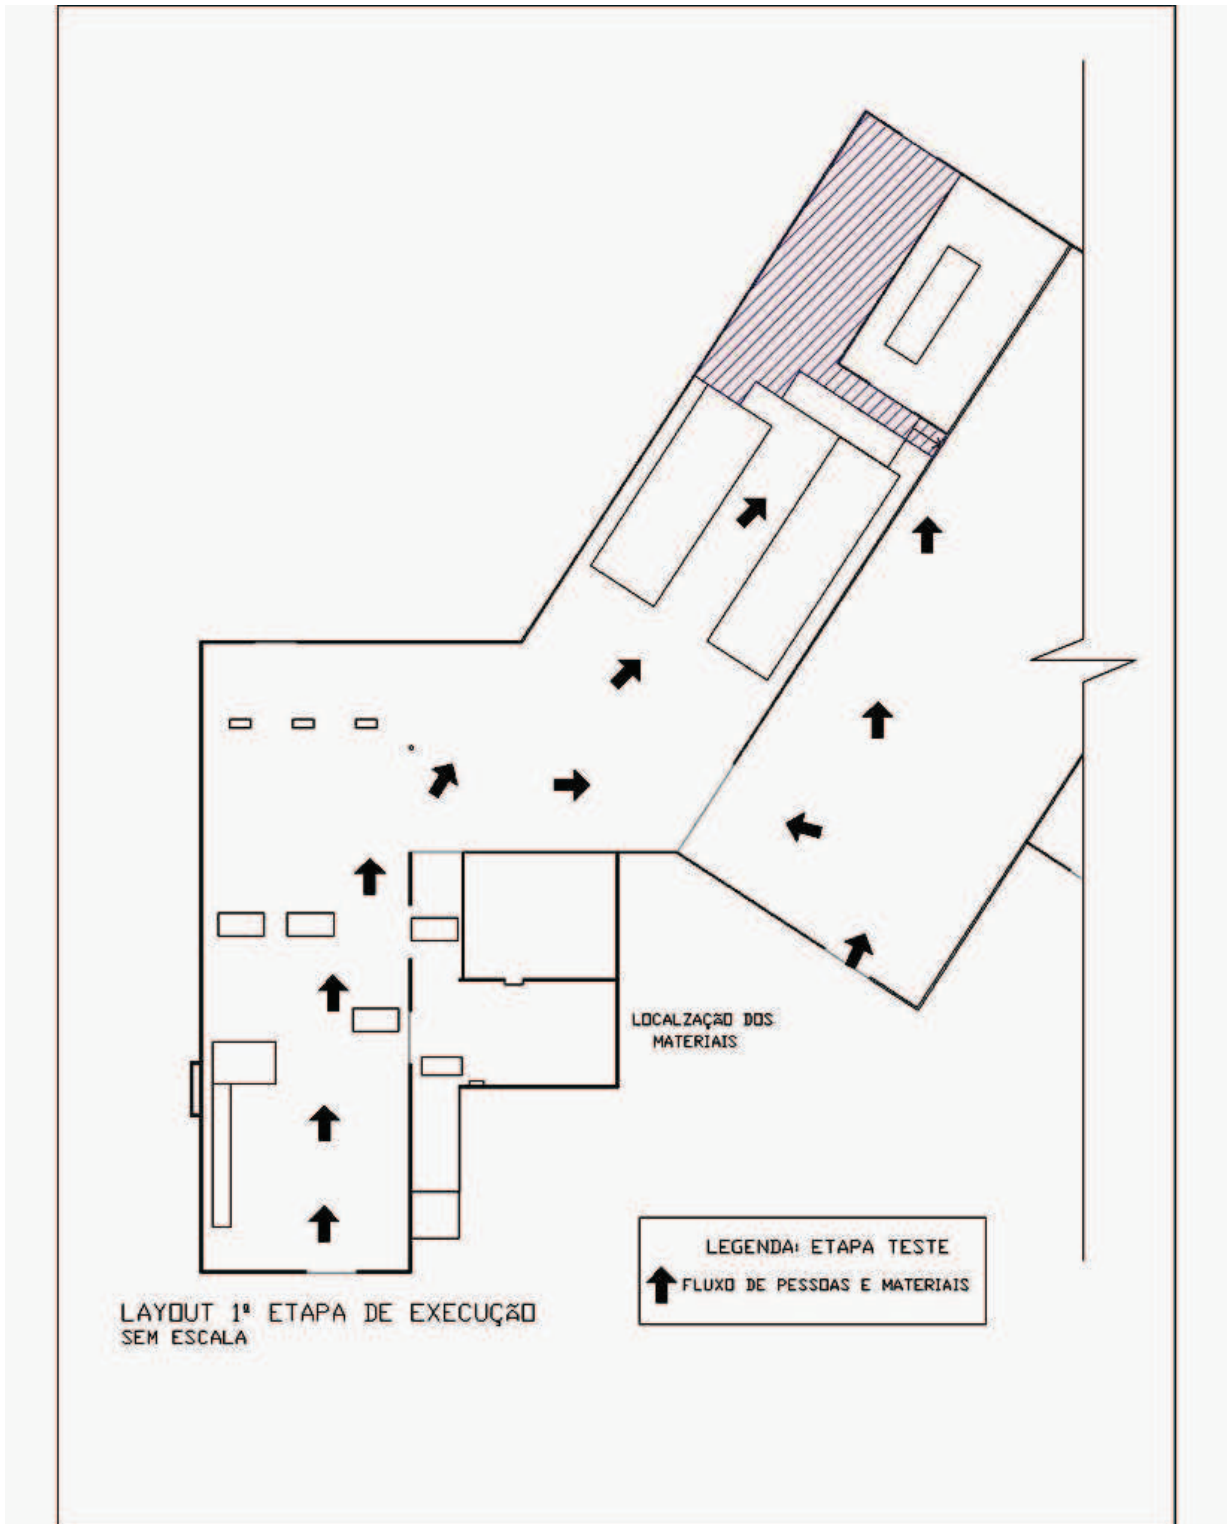 LOCALZAÇÃO DOS
MATERIAIS
LEGENDA: ETAPA TESTE
FLUXO DE PESSOAS E MATERIAIS
LAYOUT 1ª ETAPA DE EXECUÇÃO
SEM ESCALA